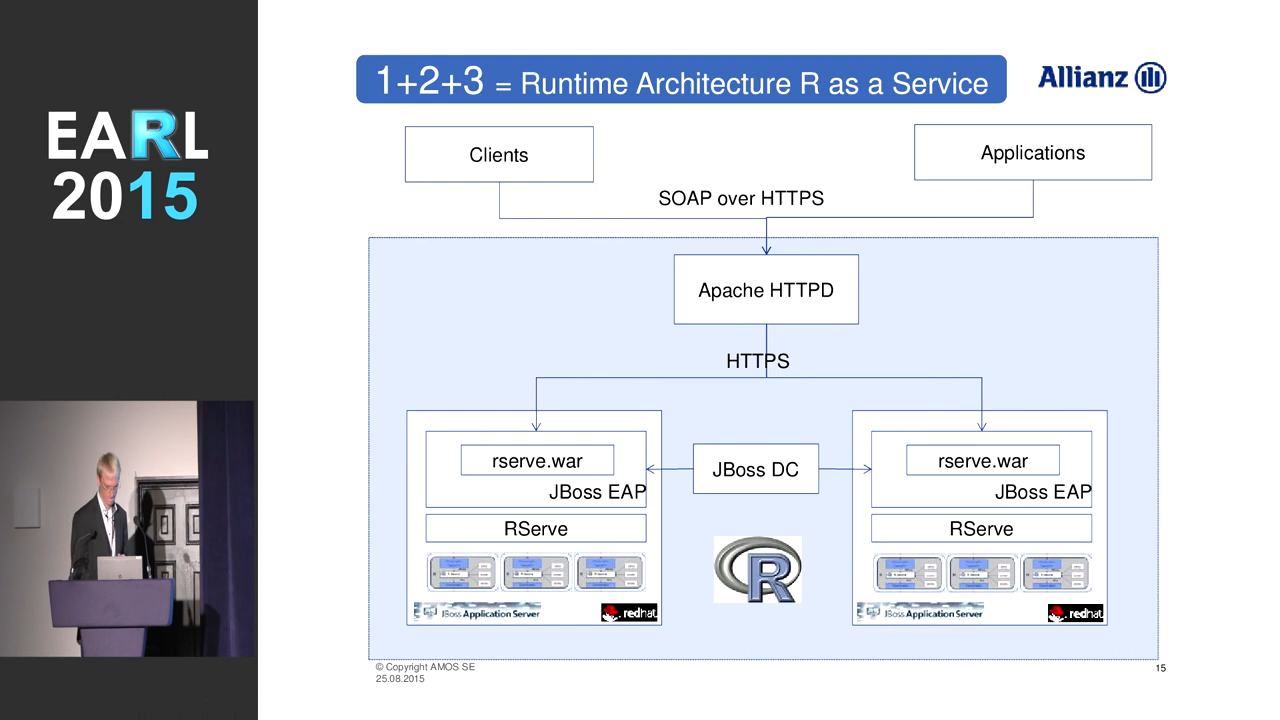 EARL
2015
1+2+3 = Runtime Architecture R as a Service
Allianz
Clients
Applications
SOAP over HTTPS
Apache HTTPD
HTTPS
rserve.war
JBoss EAP
RServe
JBoss Application Server
redhat
JBoss DC
R
rserve.war
JBoss EAP
RServe
JBoss Application Server
redhat
© Copyright AMOS SE
25.08.2015
15